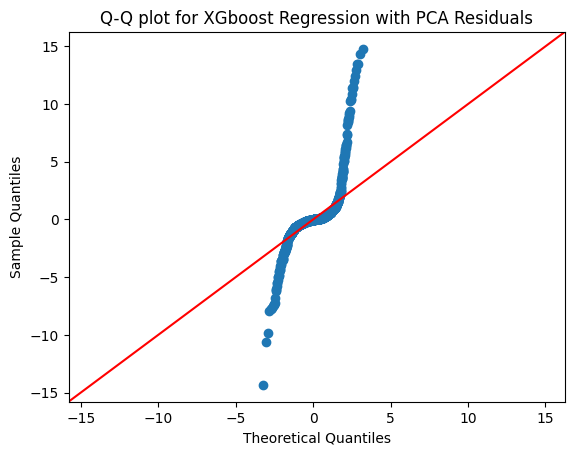 Q-Q plot for XGboost Regression with PCA Residuals
15
10
5
0
−5
−10
−15
Sample Quantiles
−15 −10 −5 0 5 10 15
Theoretical Quantiles